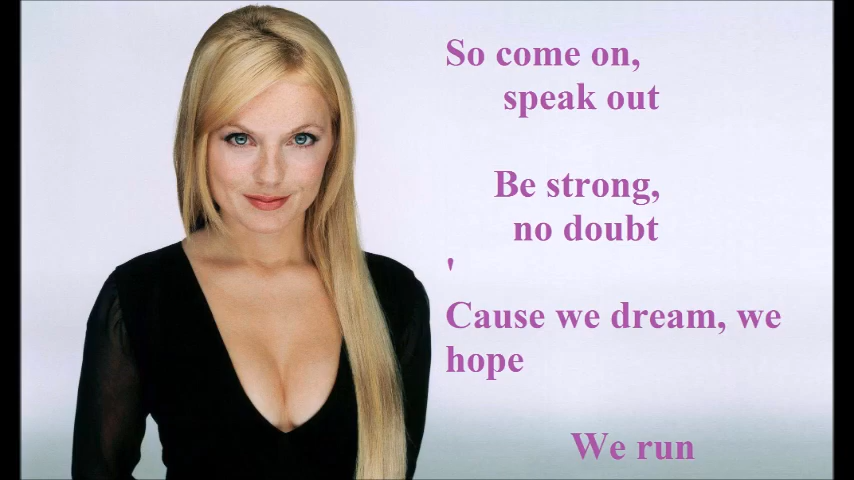 So come on,
speak out
Be strong,
no doubt
'
Cause we dream, we
hope
We run